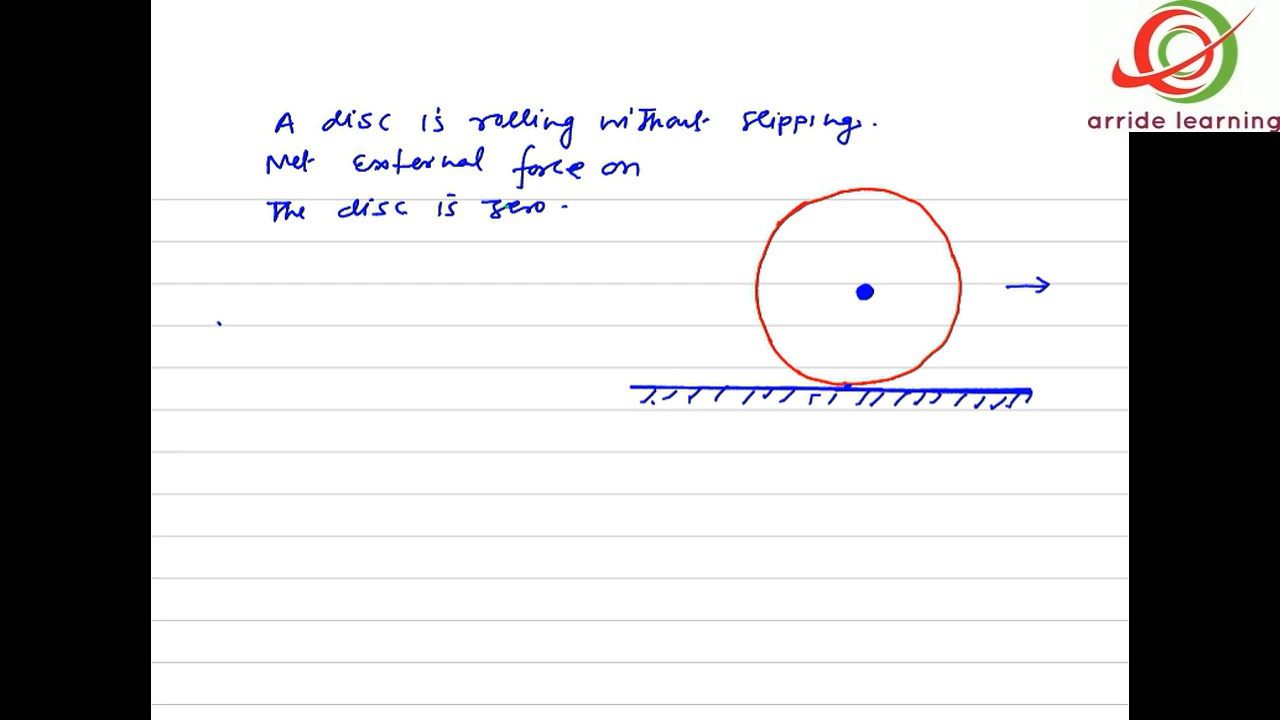 arride learning
A disc is rolling without slipping.
Net External force on
The disc is zero.